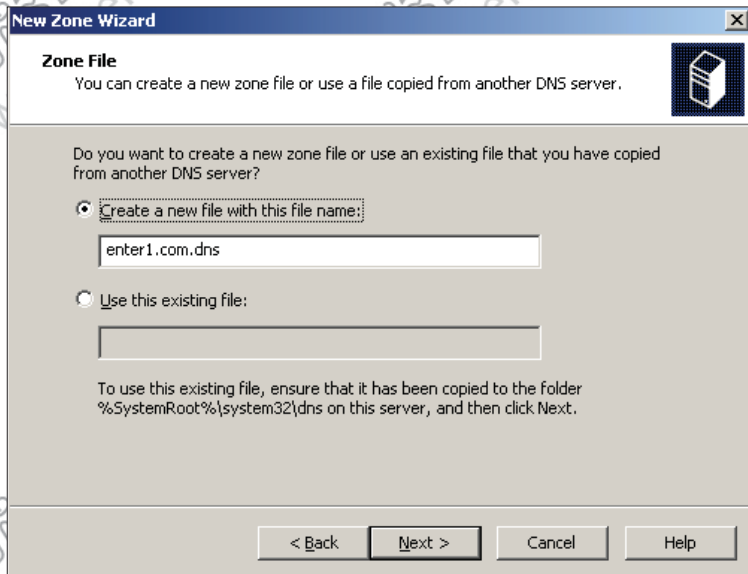 New Zone Wizard
Zone File
You can create a new zone file or use a file copied from another DNS server.
Do you want to create a new zone file or use an existing file that you have copied
from another DNS server?
Create a new file with this file name:
enter1.com.dns
Use this existing file:
To use this existing file, ensure that it has been copied to the folder
%SystemRoot%\system32\dns on this server, and then click Next.
< Back Next > Cancel Help